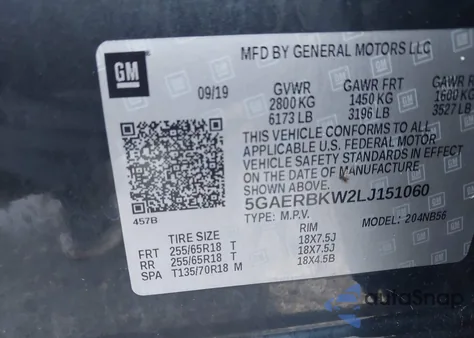 MFD BY GENERAL MOTORS LLC
GM
09/19 GVWR GAWR FRT GAWR R
2800 KG 1450 KG 1600 KG
6173 LB 3196 LB 3527 LB
THIS VEHICLE CONFORMS TO ALL
APPLICABLE U.S. FEDERAL MOTOR
VEHICLE SAFETY STANDARDS IN EFFECT
ON THE DATE OF MANUFACTURE
5GAERBKW2LJ151060
457B
TYPE: M.P.V. MODEL: 204NB56
TIRE SIZE RIM
FRT 255/65R18 T 18X7.5J
RR 255/65R18 T 18X7.5J
SPA T135/70R18 M 18X4.5B
autoSnap